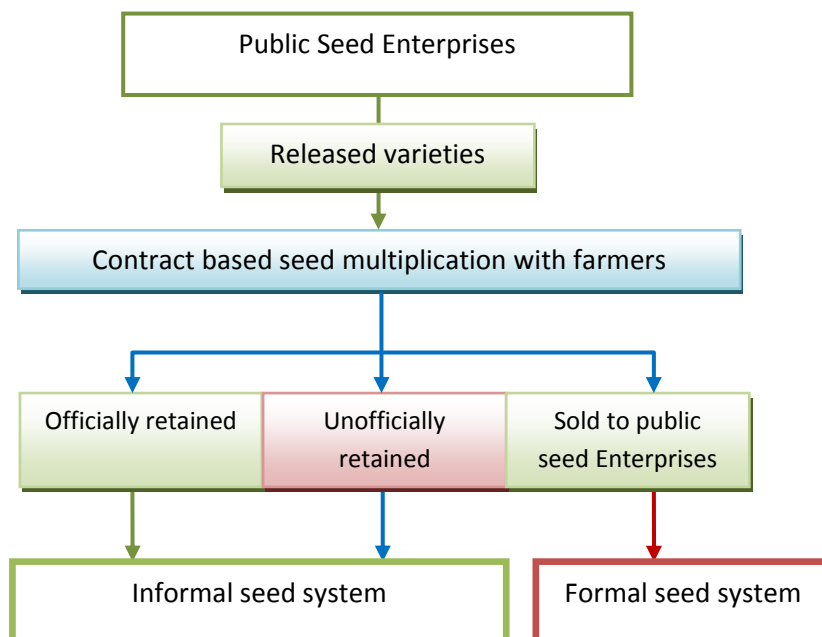 Public Seed Enterprises
Released varieties
Contract based seed multiplication with farmers
Officially retained
Unofficially
retained
Sold to public
seed Enterprises
Informal seed system
Formal seed system